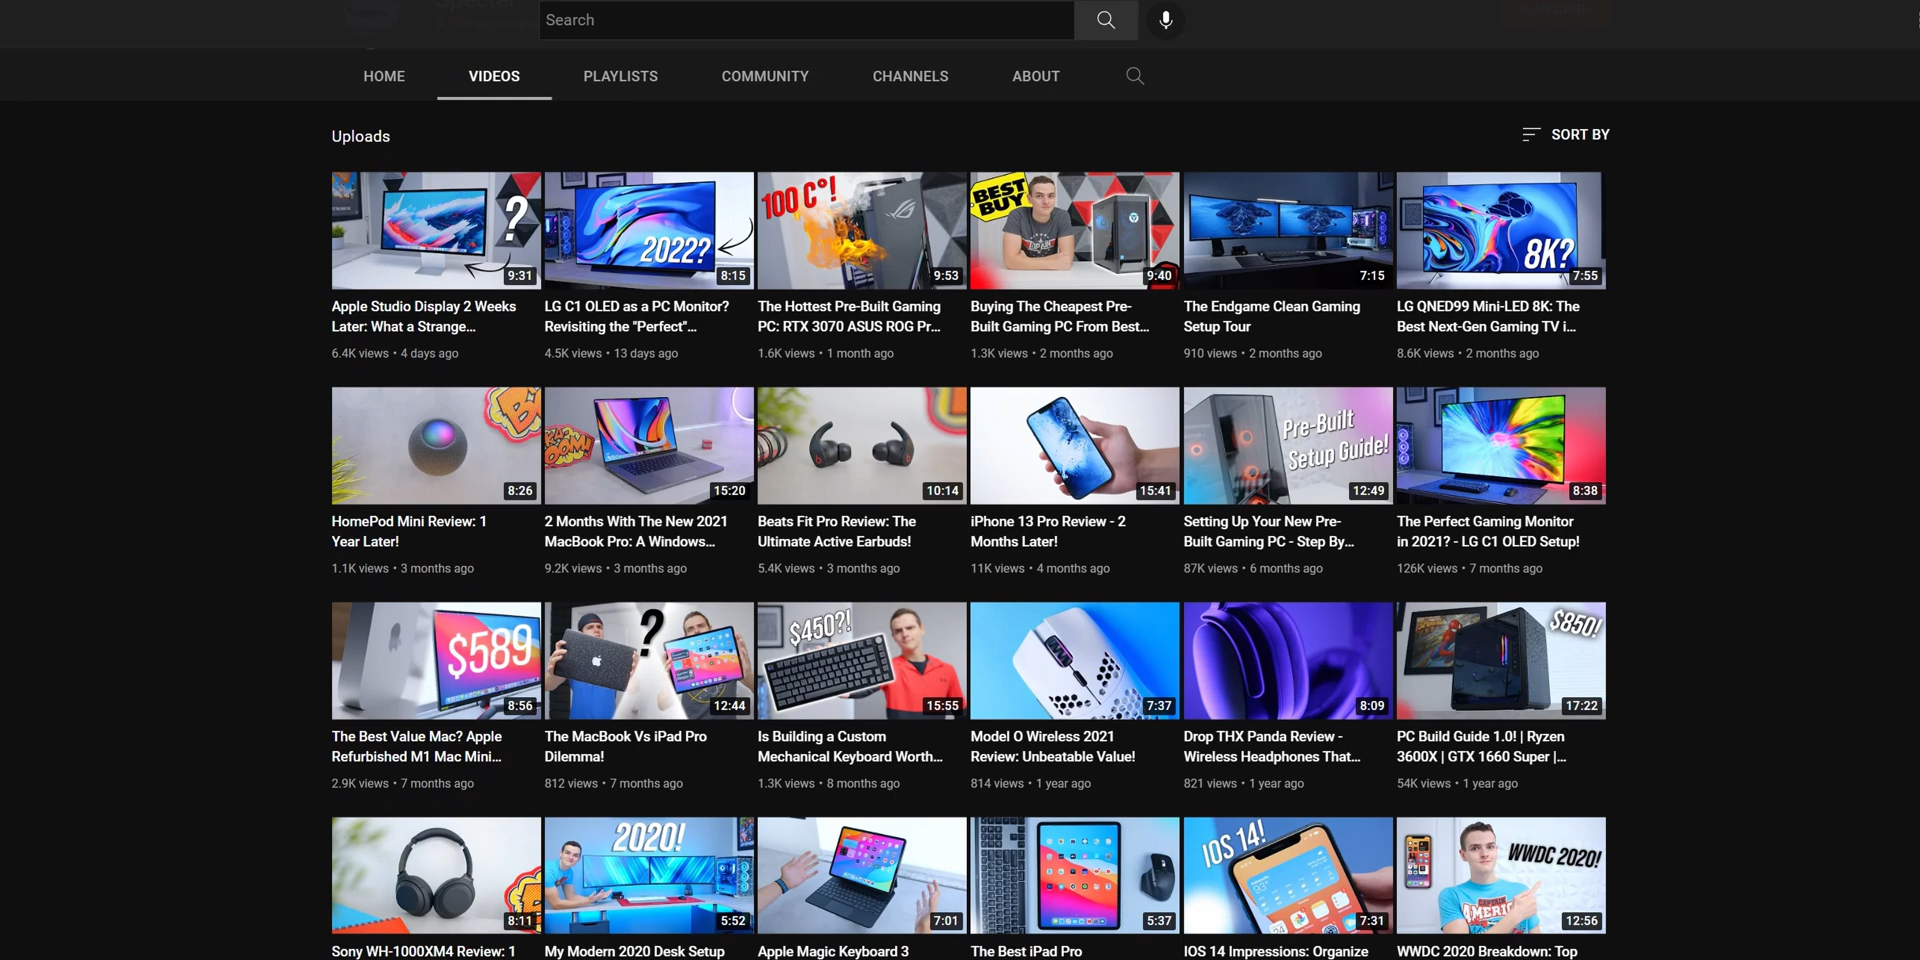 Search
HOME
VIDEOS
PLAYLISTS
COMMUNITY
CHANNELS
ABOUT
Uploads
SORT BY
?
9:31
2022?
8:15
100 C°!
9:53
BEST
BUY
9:40
7:15
8K?
7:55
Apple Studio Display 2 Weeks
Later: What a Strange...
6.4K views • 4 days ago
LG C1 OLED as a PC Monitor?
Revisiting the "Perfect"...
4.5K views • 13 days ago
The Hottest Pre-Built Gaming
PC: RTX 3070 ASUS ROG Pr...
1.6K views • 1 month ago
Buying The Cheapest Pre-
Built Gaming PC From Best...
1.3K views • 2 months ago
The Endgame Clean Gaming
Setup Tour
910 views • 2 months ago
LG QNED99 Mini-LED 8K: The
Best Next-Gen Gaming TV i...
8.6K views • 2 months ago
8:26
15:20
10:14
15:41
Pre-Built
Setup Guide!
12:49
8:38
HomePod Mini Review: 1
Year Later!
1.1K views • 3 months ago
2 Months With The New 2021
MacBook Pro: A Windows...
9.2K views • 3 months ago
Beats Fit Pro Review: The
Ultimate Active Earbuds!
5.4K views • 3 months ago
iPhone 13 Pro Review - 2
Months Later!
11K views • 4 months ago
Setting Up Your New Pre-
Built Gaming PC - Step By...
87K views • 6 months ago
The Perfect Gaming Monitor
in 2021? - LG C1 OLED Setup!
126K views • 7 months ago
$589
8:56
?
12:44
$450?!
15:55
7:37
8:09
$850!
17:22
The Best Value Mac? Apple
Refurbished M1 Mac Mini...
2.9K views • 7 months ago
The MacBook Vs iPad Pro
Dilemma!
812 views • 7 months ago
Is Building a Custom
Mechanical Keyboard Worth...
1.3K views • 8 months ago
Model O Wireless 2021
Review: Unbeatable Value!
814 views • 1 year ago
Drop THX Panda Review -
Wireless Headphones That...
821 views • 1 year ago
PC Build Guide 1.0! | Ryzen
3600X | GTX 1660 Super |...
54K views • 1 year ago
8:11
2020!
5:52
7:01
5:37
IOS 14!
7:31
WWDC 2020!
12:56
Sony WH-1000XM4 Review: 1
My Modern 2020 Desk Setup
Apple Magic Keyboard 3
The Best iPad Pro
IOS 14 Impressions: Organize
WWDC 2020 Breakdown: Top